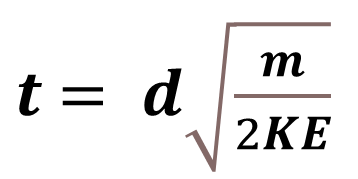 t = d √(m / 2KE)